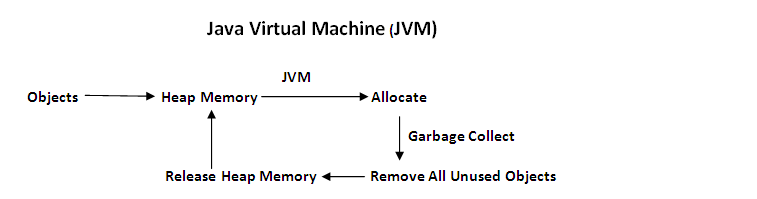 Java Virtual Machine (JVM)
JVM
Objects
Heap Memory
Allocate
Garbage Collect
Release Heap Memory
Remove All Unused Objects